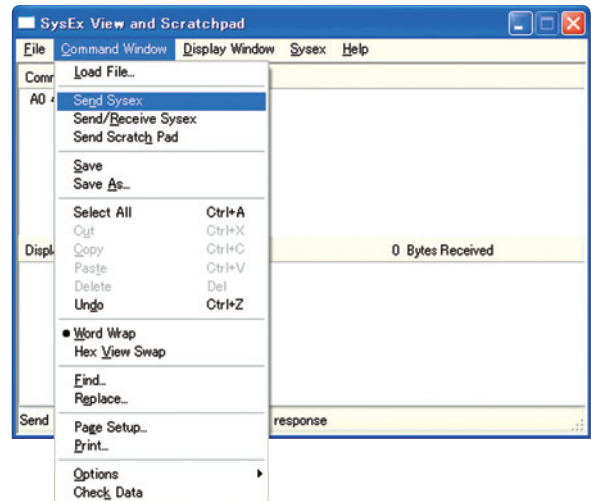 SysEx View and Scratchpad
File Command Window Display Window Sysex Help
Load File...
A0
Send Sysex
Send/Receive Sysex
Send Scratch Pad
Save
Save As...
Select All Ctrl+A
Cut Ctrl+X
Copy Ctrl+C
0 Bytes Received
Paste Ctrl+V
Delete Del
Undo Ctrl+Z
Word Wrap
Hex View Swap
Find...
Replace...
Send response
Page Setup...
Print...
Options
Check Data